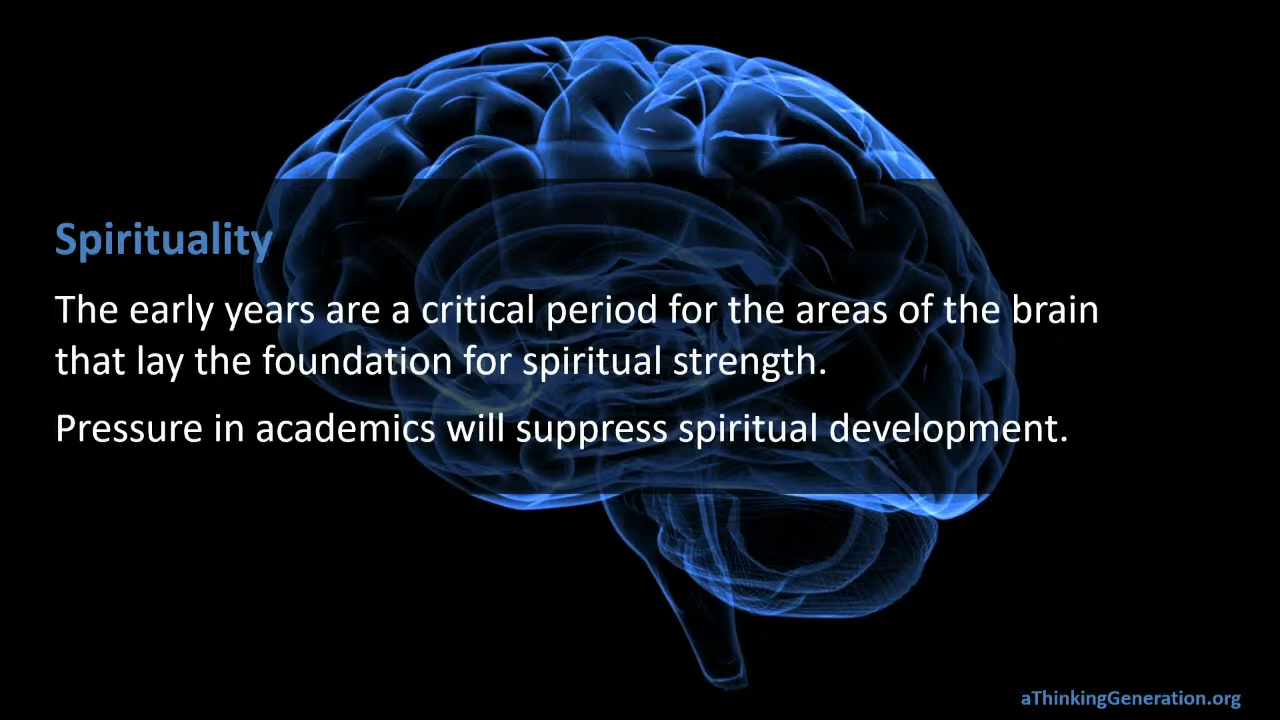 Spirituality
The early years are a critical period for the areas of the brain
that lay the foundation for spiritual strength.
Pressure in academics will suppress spiritual development.
aThinkingGeneration.org